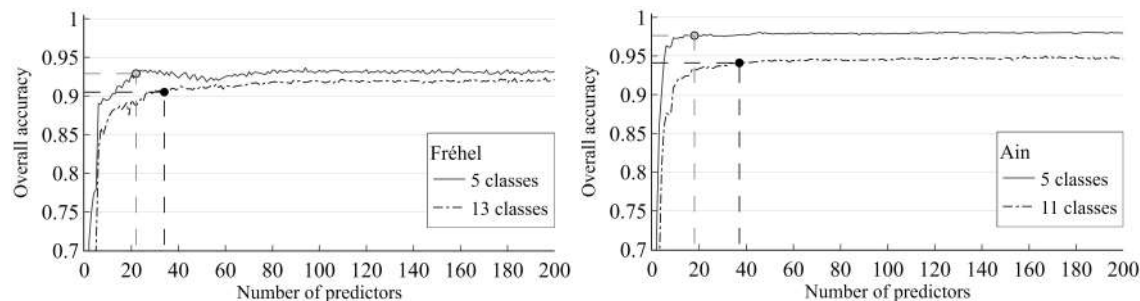 1
0.95
0.9
0.85
0.8
0.75
0.7
Overall accuracy
0 20 40 60 80 100 120 140 160 180 200
Number of predictors
Fréhel
5 classes
13 classes
1
0.95
0.9
0.85
0.8
0.75
0.7
Overall accuracy
0 20 40 60 80 100 120 140 160 180 200
Number of predictors
Ain
5 classes
11 classes